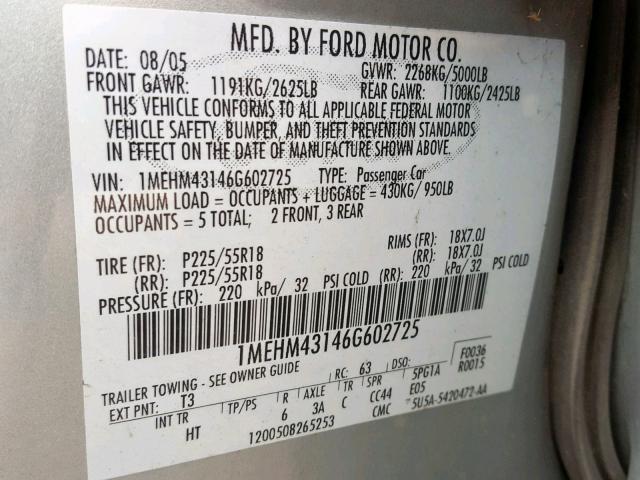 MFD. BY FORD MOTOR CO.
DATE: 08/05 GVWR: 2268KG/5000LB
FRONT GAWR: 1191KG/2625LB REAR GAWR: 1100KG/2425LB
THIS VEHICLE CONFORMS TO ALL APPLICABLE FEDERAL MOTOR
VEHICLE SAFETY, BUMPER, AND THEFT PREVENTION STANDARDS
IN EFFECT ON THE DATE OF MANUFACTURE SHOWN ABOVE.
VIN: 1MEHM43146G602725 TYPE: Passenger Car
MAXIMUM LOAD = OCCUPANTS + LUGGAGE = 430KG/ 950LB
OCCUPANTS = 5 TOTAL; 2 FRONT, 3 REAR
TIRE (FR): P225/55R18 RIMS (FR): 18X7.0J
(RR): P225/55R18 (RR): 18X7.0J
PRESSURE (FR): 220 kPa/ 32 PSI COLD (RR): 220 kPa/ 32 PSI COLD
1MEHM43146G602725
F0036
TRAILER TOWING - SEE OWNER GUIDE RC: 63 DSO: R0015
EXT PNT: T3 TP/PS R AXLE TR SPR 5PG1A
INT TR 6 3A C CC44 E05
HT 1200508265253 CMC 5U5A-5420472-AA